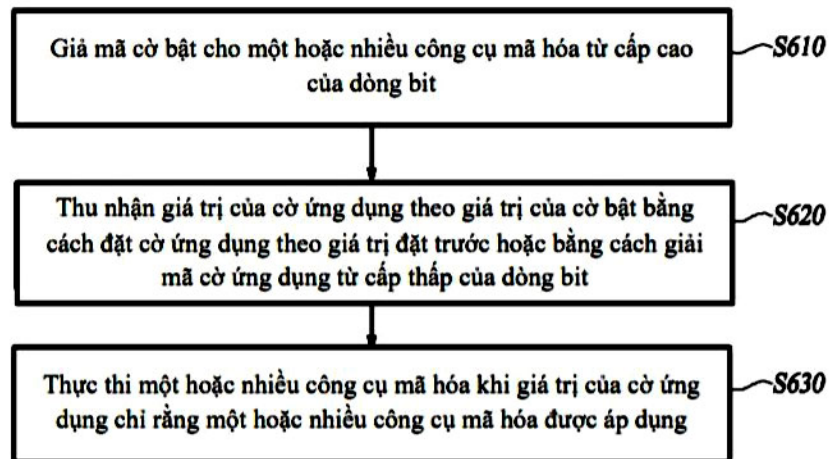 Giả mã cờ bật cho một hoặc nhiều công cụ mã hóa từ cấp cao
của dòng bit
S610
Thu nhận giá trị của cờ ứng dụng theo giá trị của cờ bật bằng
cách đặt cờ ứng dụng theo giá trị đặt trước hoặc bằng cách giải
mã cờ ứng dụng từ cấp thấp của dòng bit
S620
Thực thi một hoặc nhiều công cụ mã hóa khi giá trị của cờ ứng
dụng chỉ rằng một hoặc nhiều công cụ mã hóa được áp dụng
S630